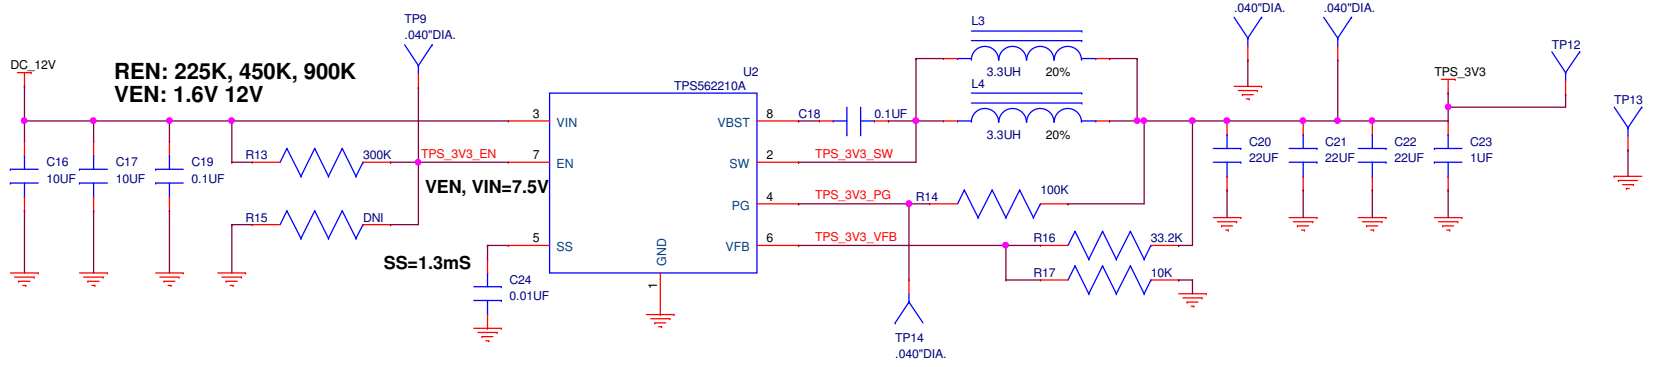 TP9
.040"DIA.
.040"DIA.
.040"DIA.
L3
3.3UH 20%
L4
3.3UH 20%
DC_12V
REN: 225K, 450K, 900K
VEN: 1.6V 12V
U2
TPS562210A
TPS_3V3
TP12
TP13
C16
10UF
C17
10UF
C19
0.1UF
R13 300K
TPS_3V3_EN
VEN, VIN=7.5V
R15 DNI
SS=1.3mS
C24
0.01UF
3 VIN
7 EN
5 SS
GND
1
VBST 8
SW 2
PG 4
VFB 6
C18 0.1UF
TPS_3V3_SW
TPS_3V3_PG
R14 100K
TPS_3V3_VFB
R16 33.2K
R17 10K
TP14
.040"DIA.
C20
22UF
C21
22UF
C22
22UF
C23
1UF